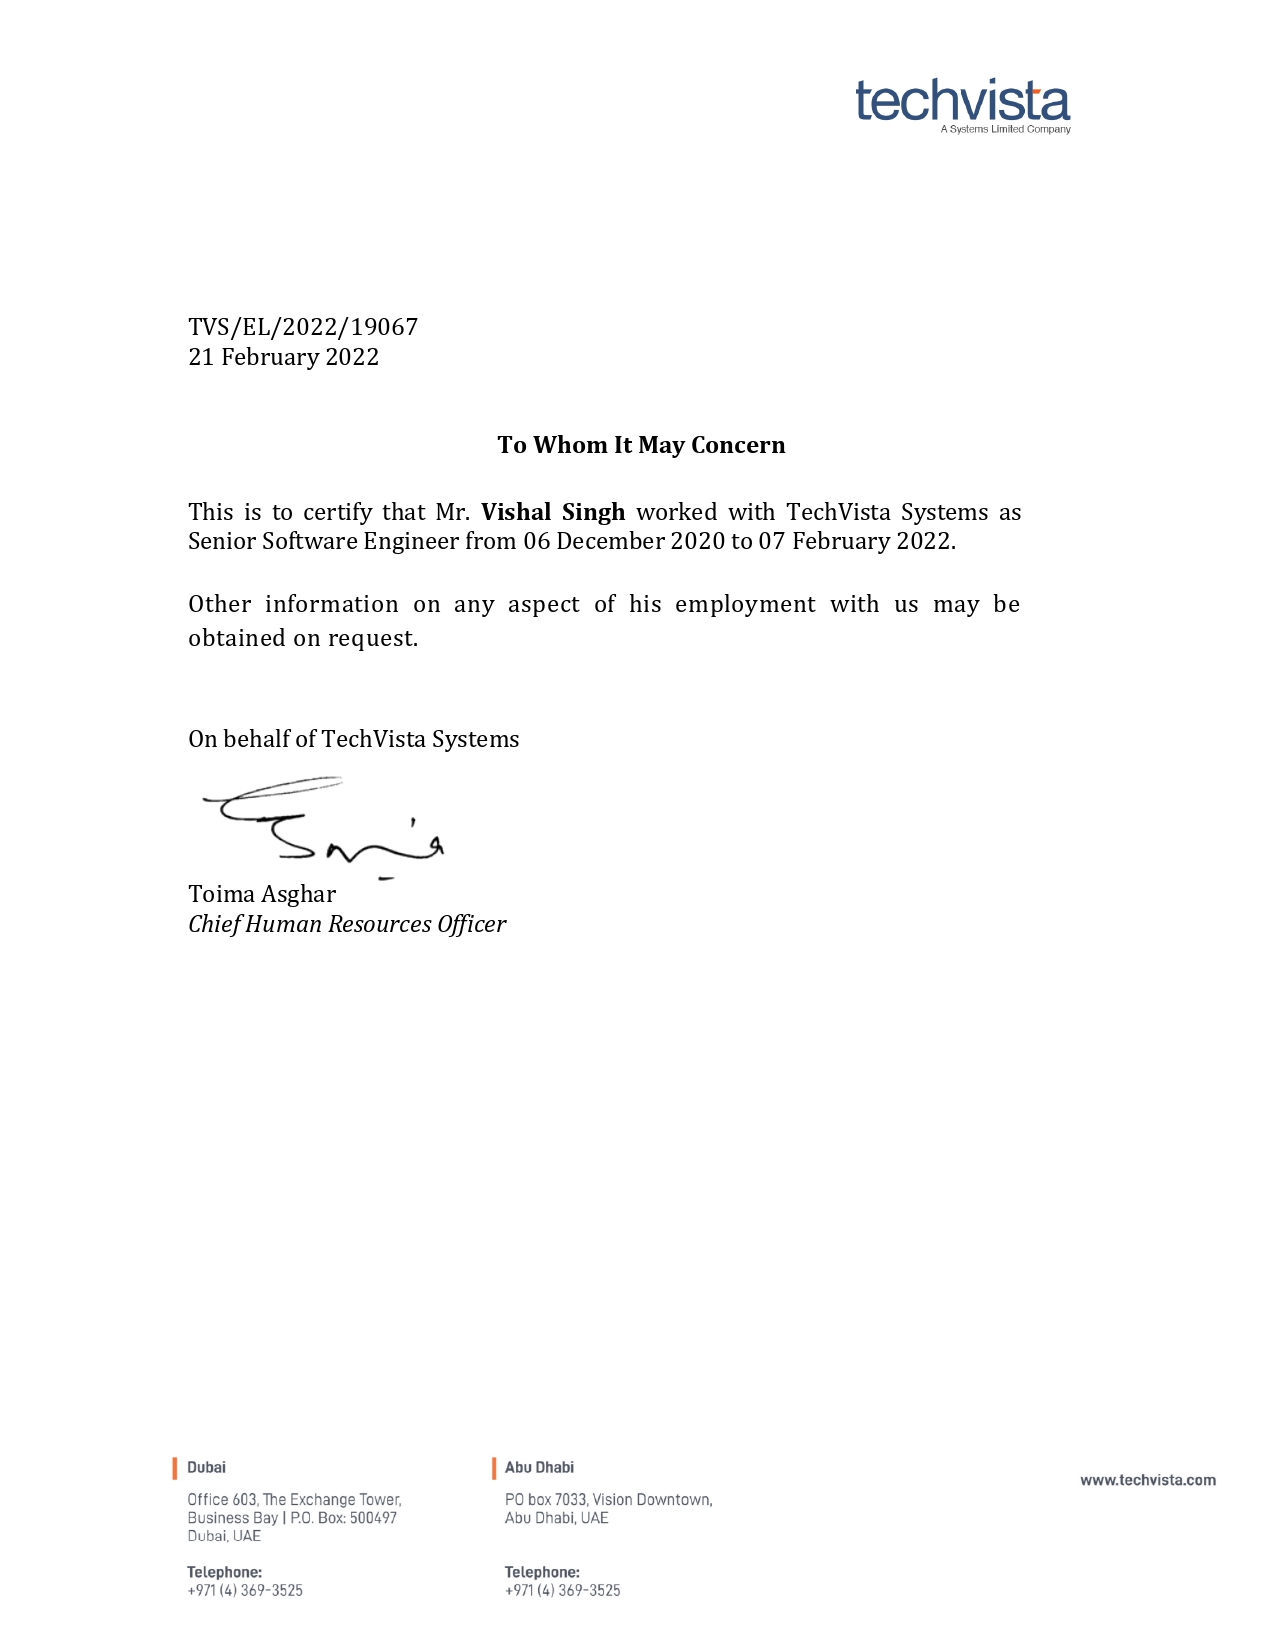 techvista
A Systems Limited Company
TVS/EL/2022/19067
21 February 2022
To Whom It May Concern
This is to certify that Mr. Vishal Singh worked with TechVista Systems as
Senior Software Engineer from 06 December 2020 to 07 February 2022.
Other information on any aspect of his employment with us may be
obtained on request.
On behalf of TechVista Systems
Toima Asghar
Chief Human Resources Officer
Dubai
Office 603, The Exchange Tower,
Business Bay | P.O. Box: 500497
Dubai, UAE
Telephone:
+971 (4) 369-3525
Abu Dhabi
PO box 7033, Vision Downtown,
Abu Dhabi, UAE
Telephone:
+971 (4) 369-3525
www.techvista.com